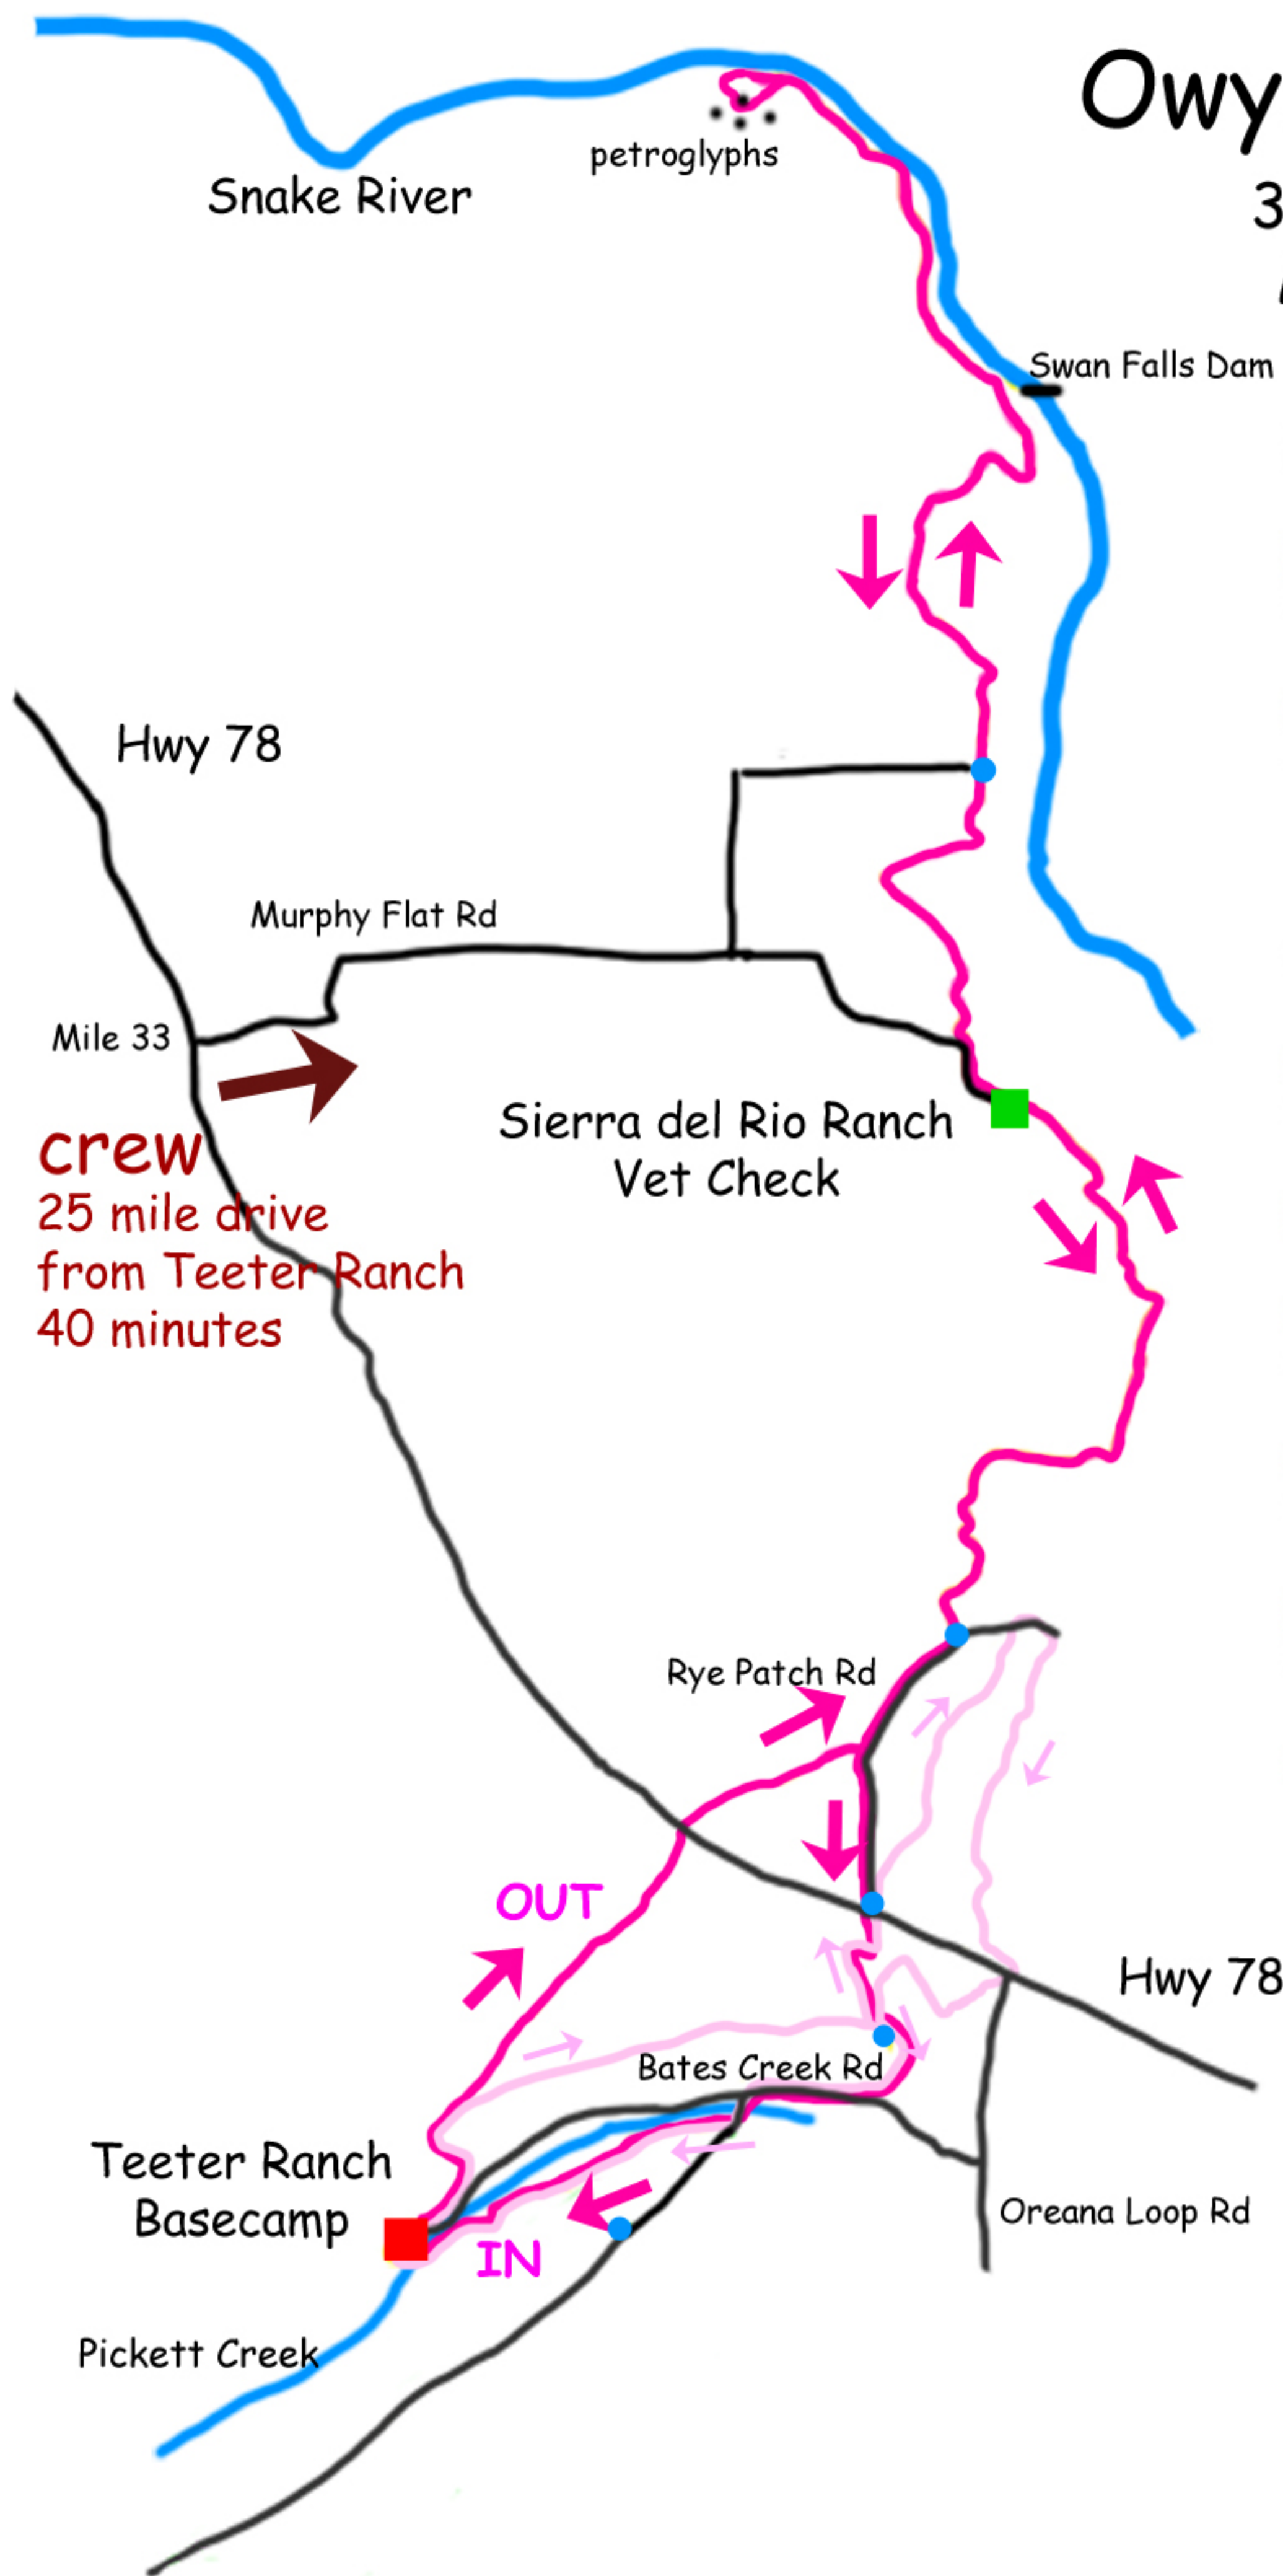 Owy
3
petroglyphs
Snake River
Swan Falls Dam
Hwy 78
Murphy Flat Rd
Mile 33
Sierra del Rio Ranch
Vet Check
crew
25 mile drive
from Teeter Ranch
40 minutes
Rye Patch Rd
OUT
Hwy 78
Bates Creek Rd
Teeter Ranch
Basecamp
Oreana Loop Rd
IN
Pickett Creek